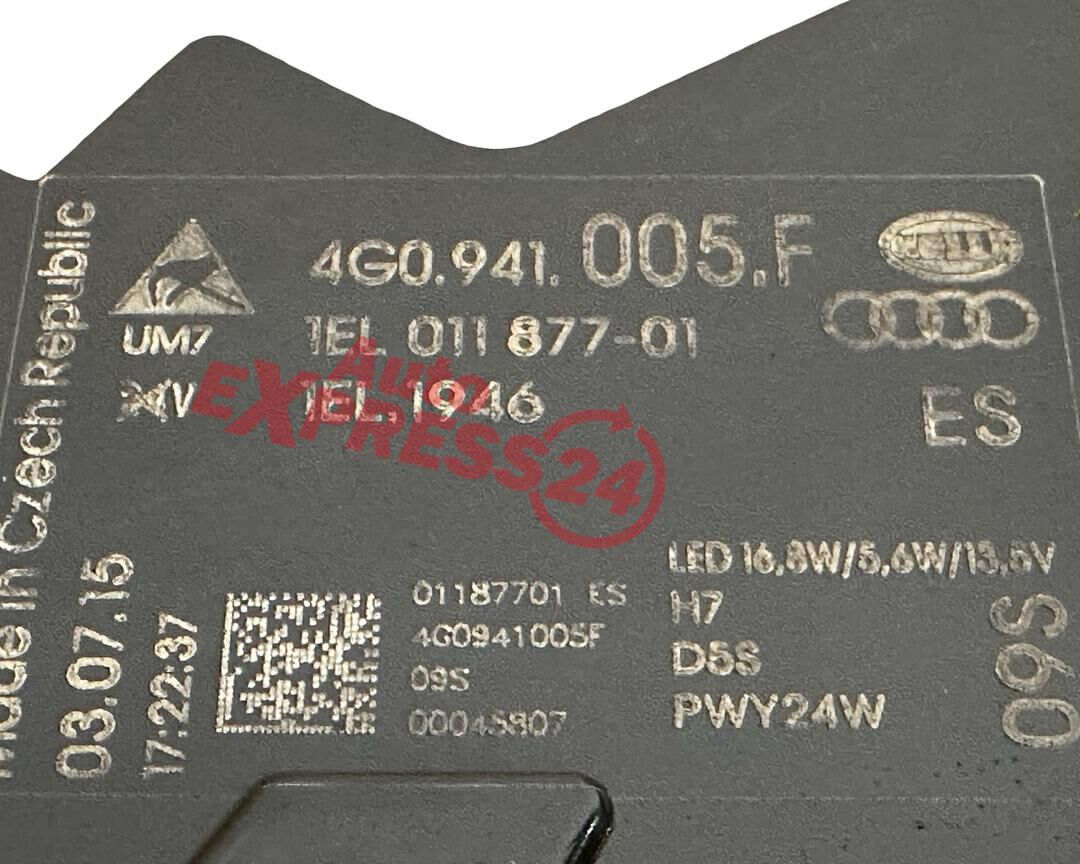 4G0.941.005.F
HELLA
UM7
1EL 011 877-01
24V
1EL.1946
ES
Auto
EXPRESS24
Made in Czech Republic
03.07.15
17:22:37
01187701 ES
4G0941005F
09S
LED 16,8W/5,6W/13,5V
H7
D5S
PWY24W
09S